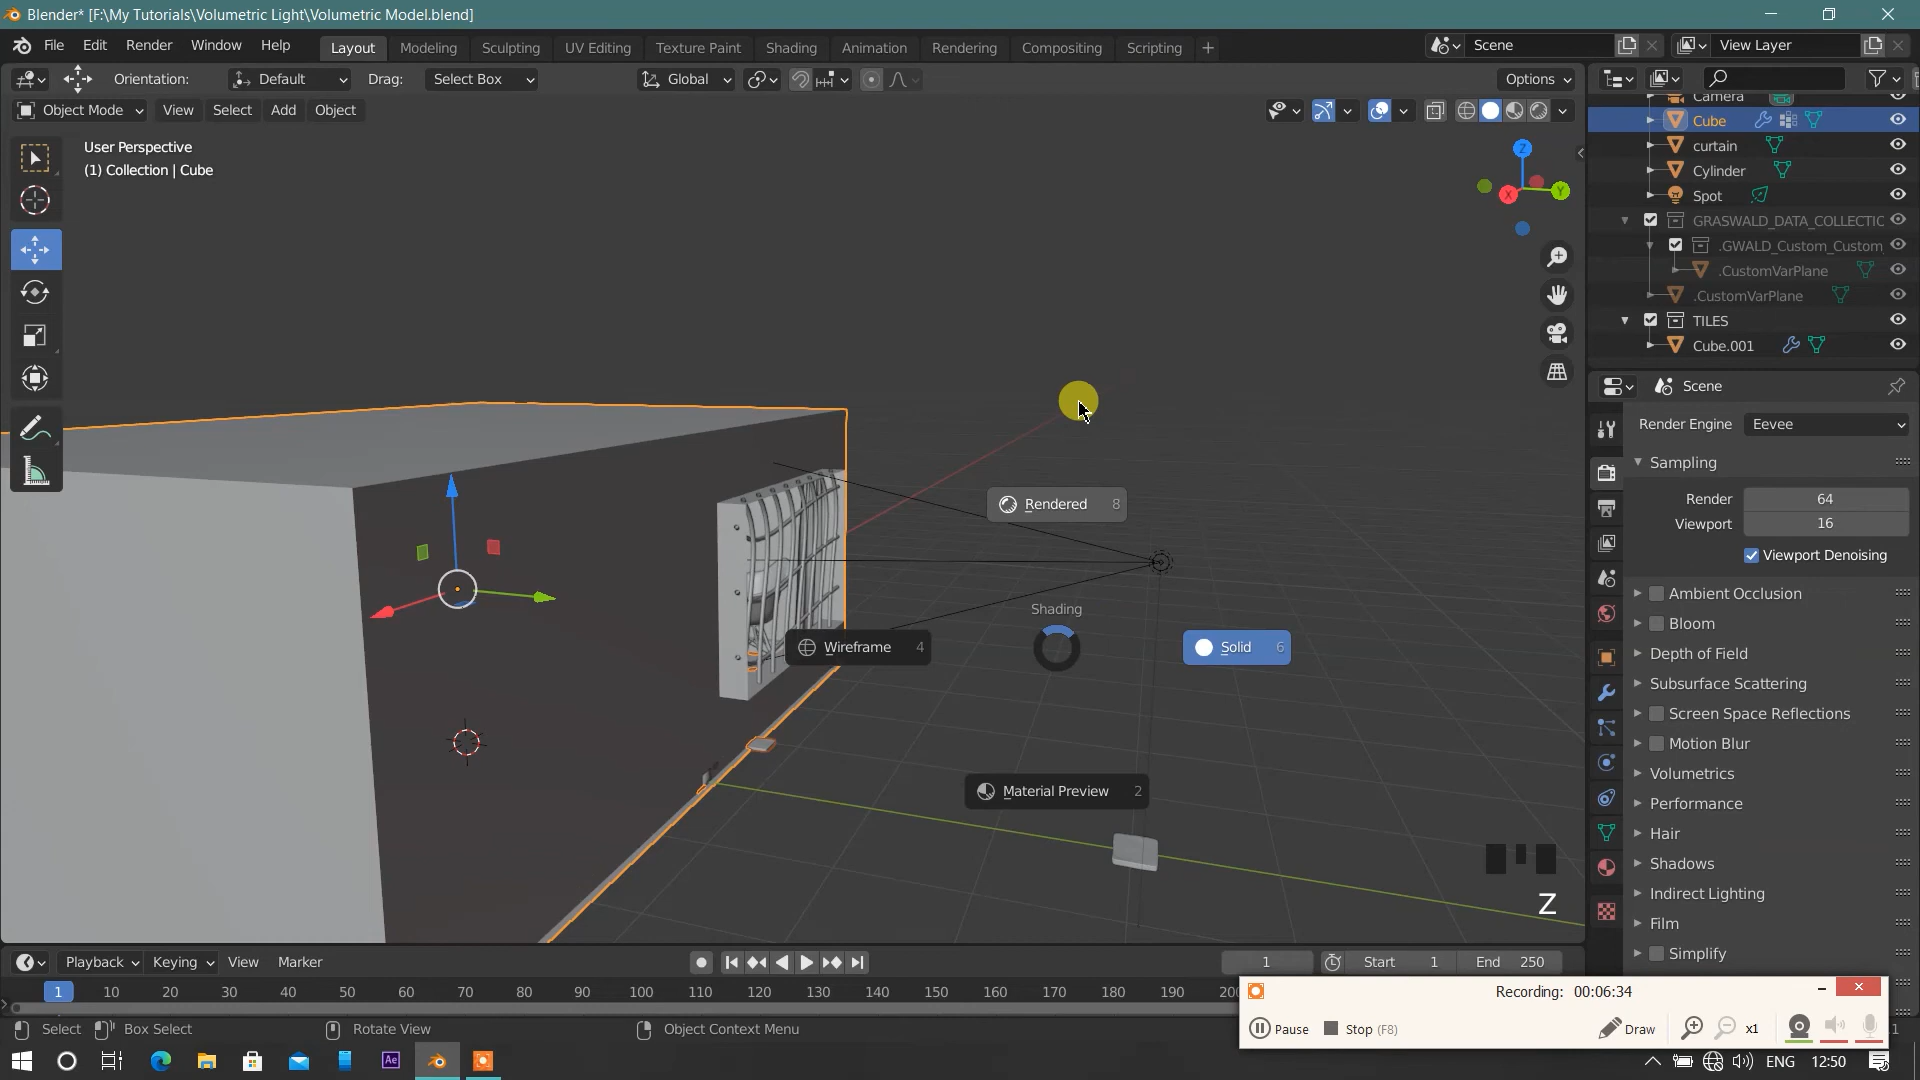 Blender* [F:\My Tutorials\Volumetric Light\Volumetric Model.blend]
File Edit Render Window Help Layout Modeling Sculpting UV Editing Texture Paint Shading Animation Rendering Compositing Scripting + Scene View Layer
Orientation: Default Drag: Select Box Global Options
Object Mode View Select Add Object
User Perspective
(1) Collection | Cube
Z
Y
X
Camera
Cube
curtain
Cylinder
Spot
GRASWALD_DATA_COLLECTIC
.GWALD_Custom_Custom_
.CustomVarPlane
.CustomVarPlane
TILES
Cube.001
Scene
Render Engine Eevee
Sampling
Render 64
Viewport 16
Viewport Denoising
Ambient Occlusion
Bloom
Depth of Field
Subsurface Scattering
Screen Space Reflections
Motion Blur
Volumetrics
Performance
Hair
Shadows
Indirect Lighting
Film
Simplify
Rendered 8
Shading
Wireframe 4
Solid 6
Material Preview 2
Z
Playback Keying View Marker 1 Start 1 End 250
1 10 20 30 40 50 60 70 80 90 100 110 120 130 140 150 160 170 180 190 200
Select Box Select Rotate View Object Context Menu
Recording: 00:06:34
Pause Stop (F8) Draw x1
Ae ENG 12:50